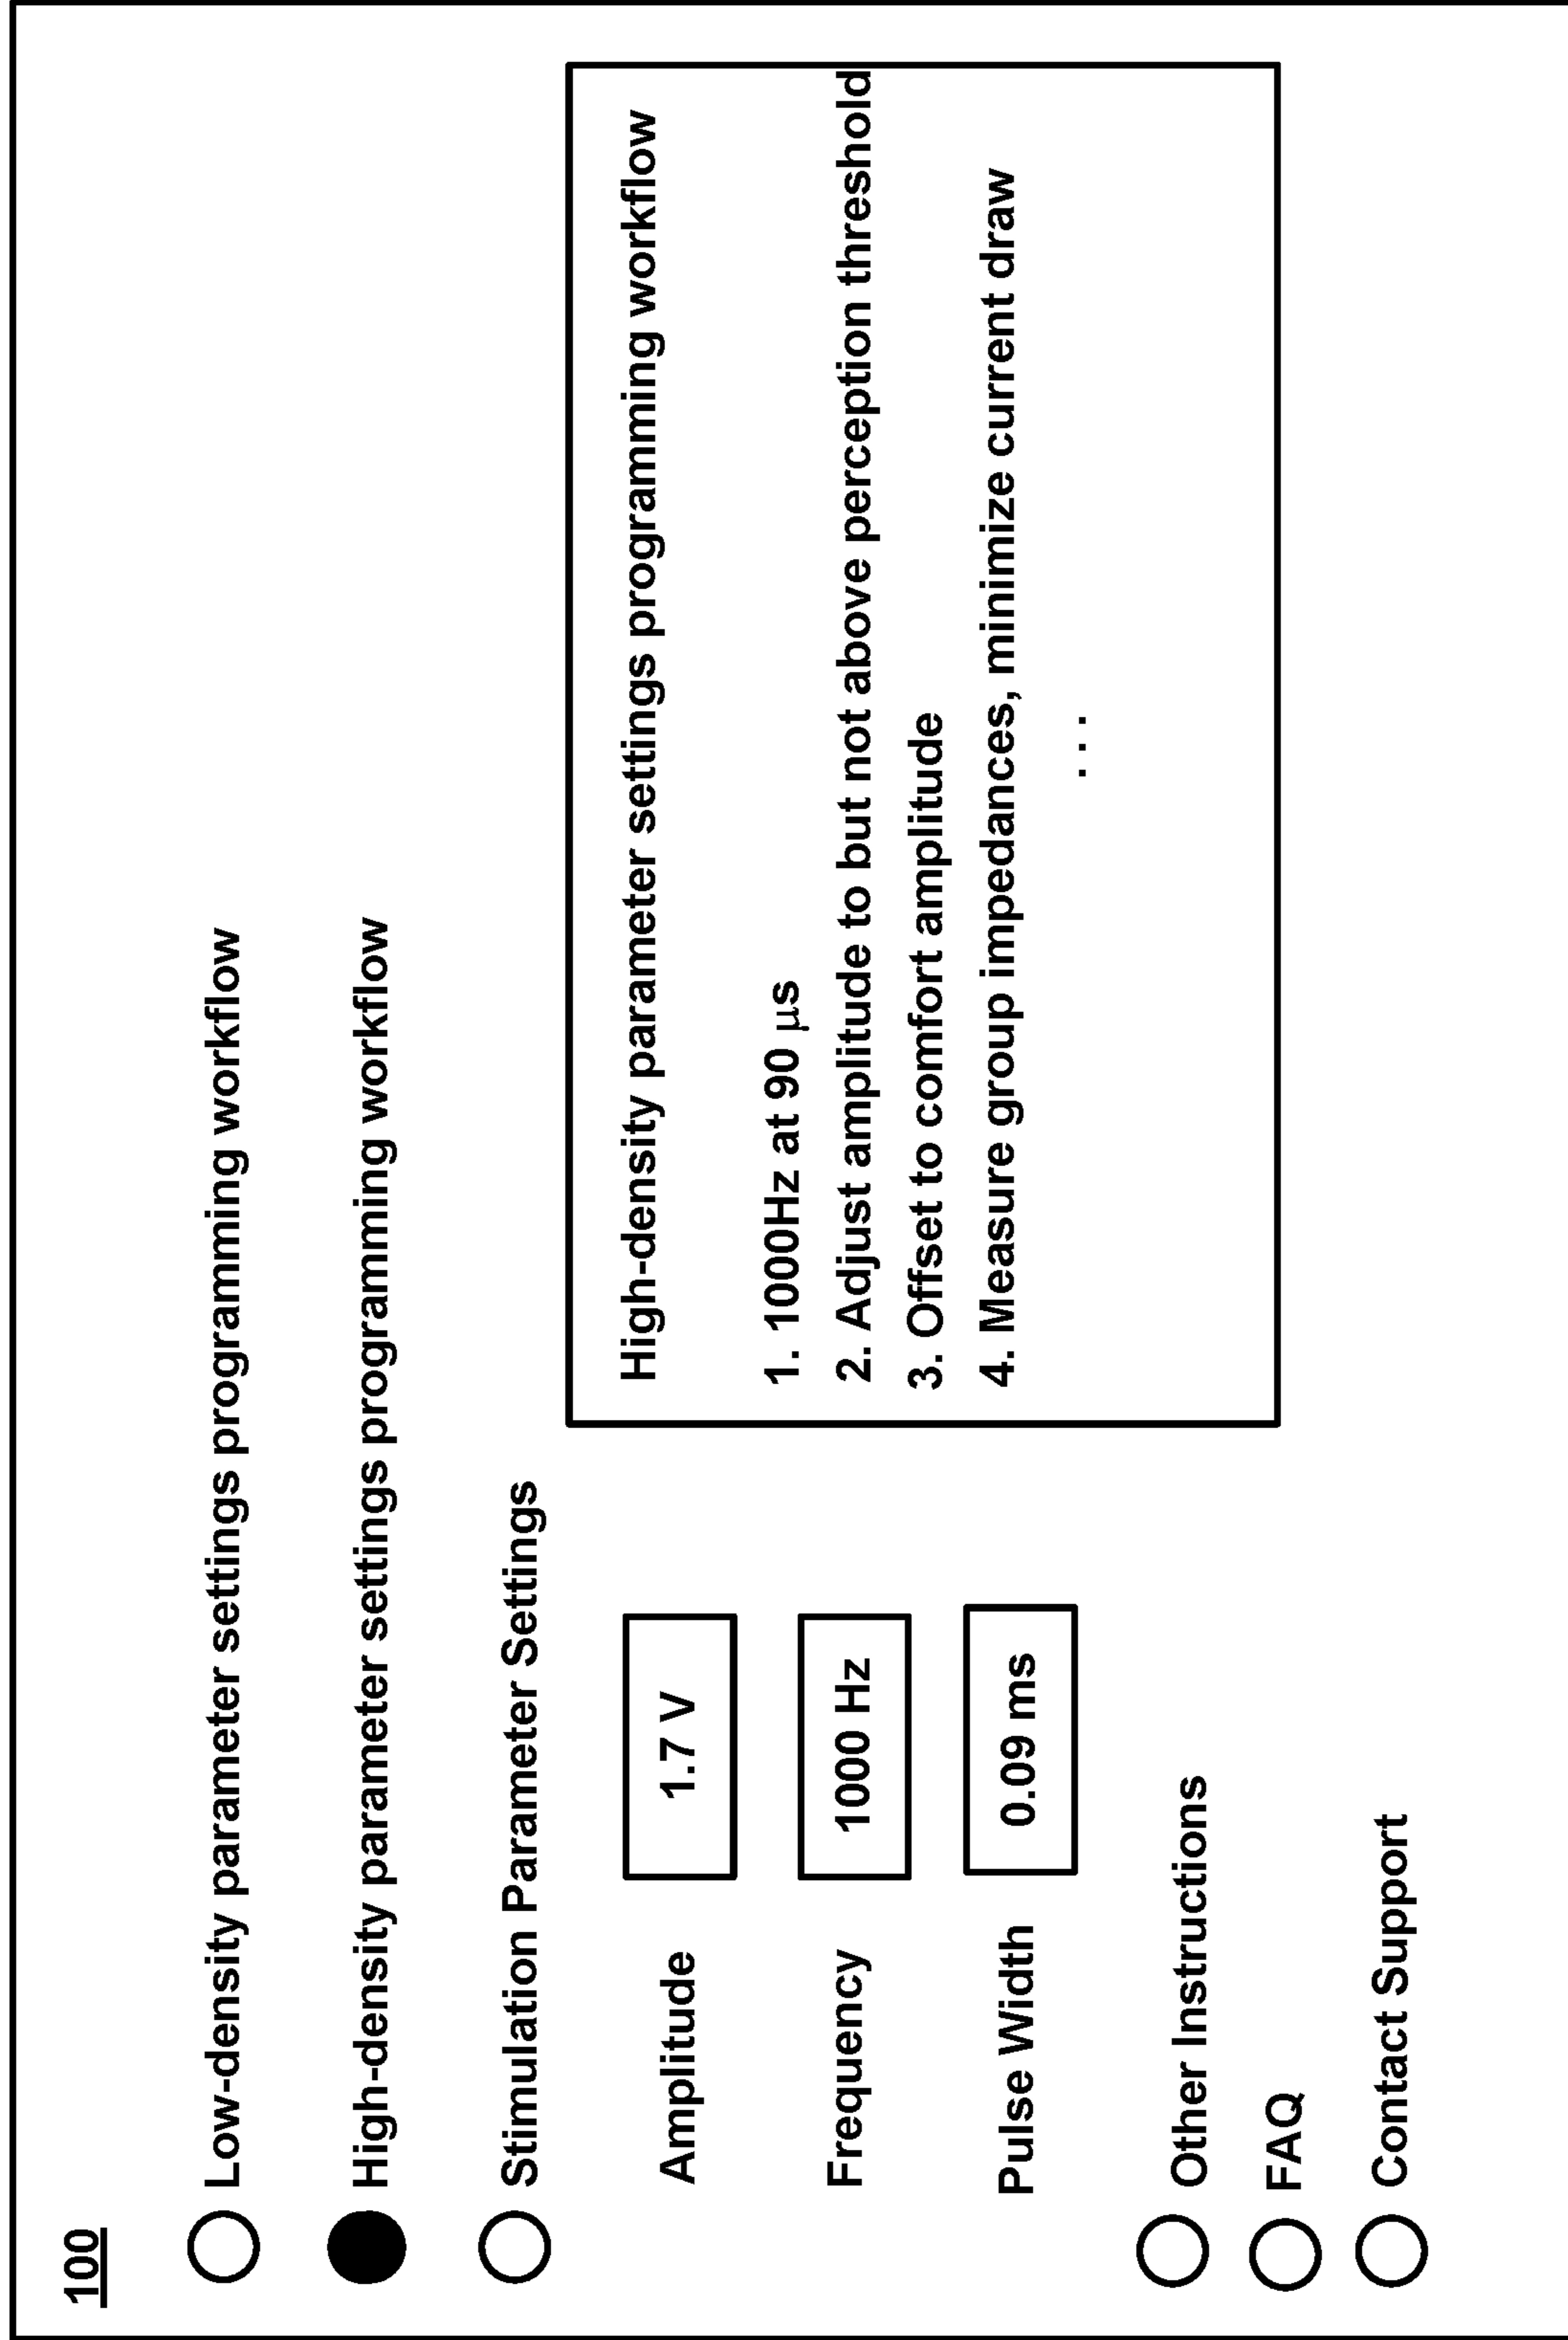 100
Low-density parameter settings programming workflow
High-density parameter settings programming workflow
Stimulation Parameter Settings
Amplitude
1.7 V
Frequency
1000 Hz
Pulse Width
0.09 ms
High-density parameter settings programming workflow
1. 1000Hz at 90 μs
2. Adjust amplitude to but not above perception threshold
3. Offset to comfort amplitude
4. Measure group impedances, minimize current draw
. . .
Other Instructions
FAQ
Contact Support